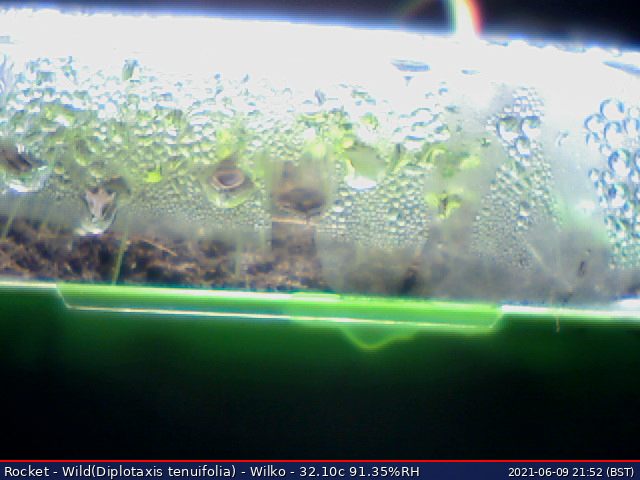 Rocket - Wild(Diplotaxis tenuifolia) - Wilko - 32.10c 91.35%RH 2021-06-09 21:52 (BST)